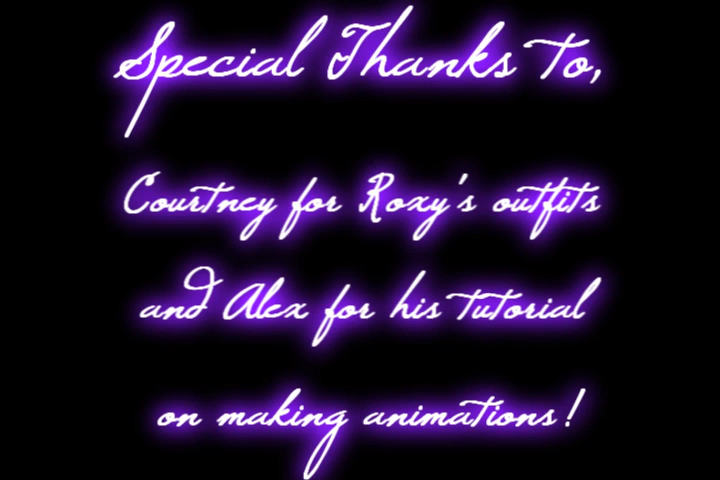 Special Thanks To,
Courtney for Roxy's outfits
and Alex for his tutorial
on making animations!